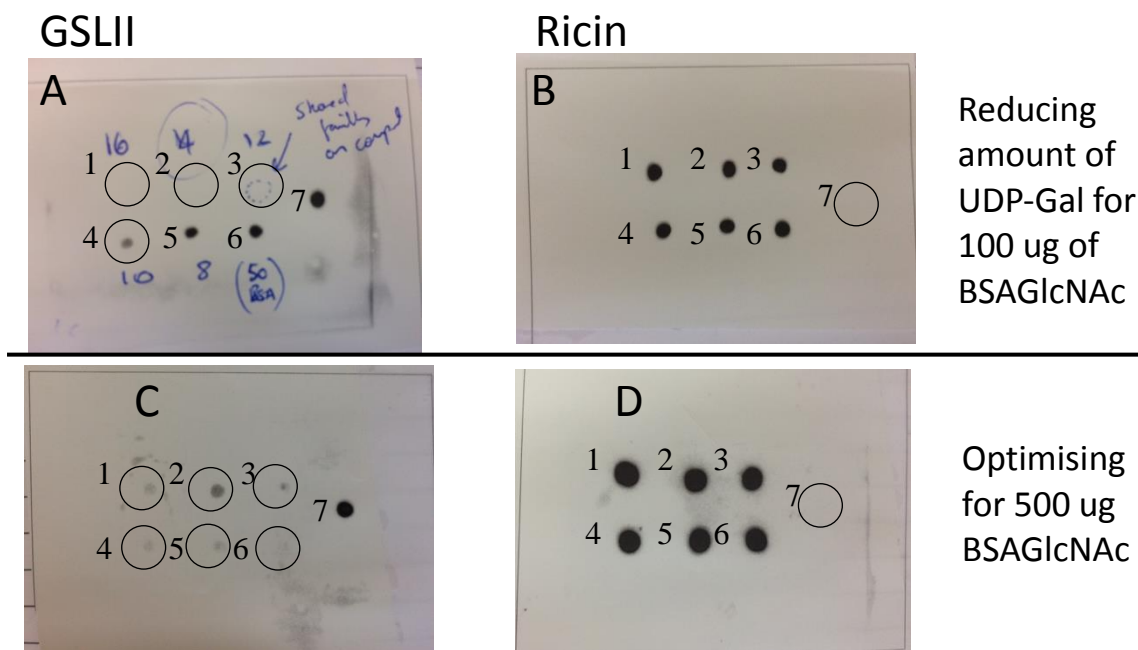 GSLII
Ricin
A
16
14
12
showed
faintly
on
1
2
3
7
4
5
6
10
8
(50
BSA)
B
1
2
3
7
4
5
6
Reducing
amount of
UDP-Gal for
100 ug of
BSAGlcNAc
C
1
2
3
7
4
5
6
D
1
2
3
7
4
5
6
Optimising
for 500 ug
BSAGlcNAc